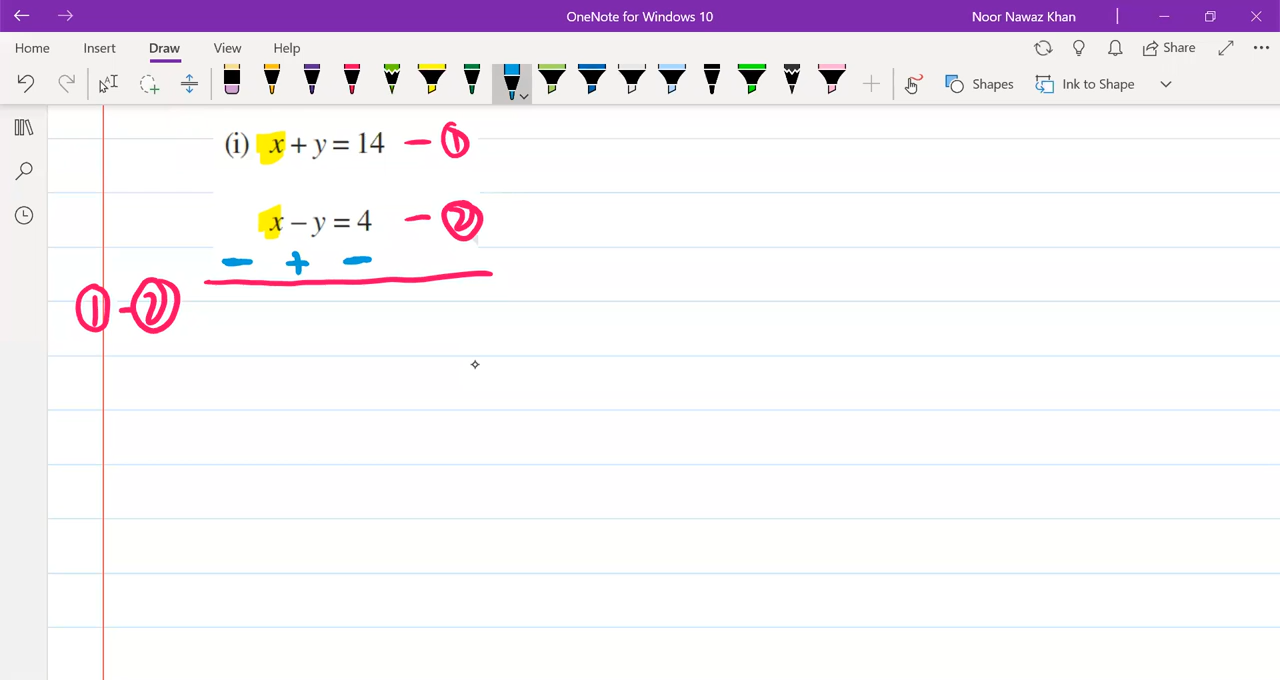 OneNote for Windows 10
Noor Nawaz Khan
Home Insert Draw View Help
Share
Shapes
Ink to Shape
(i) x + y = 14 – ①
x – y = 4 – ②
– + –
① – ②